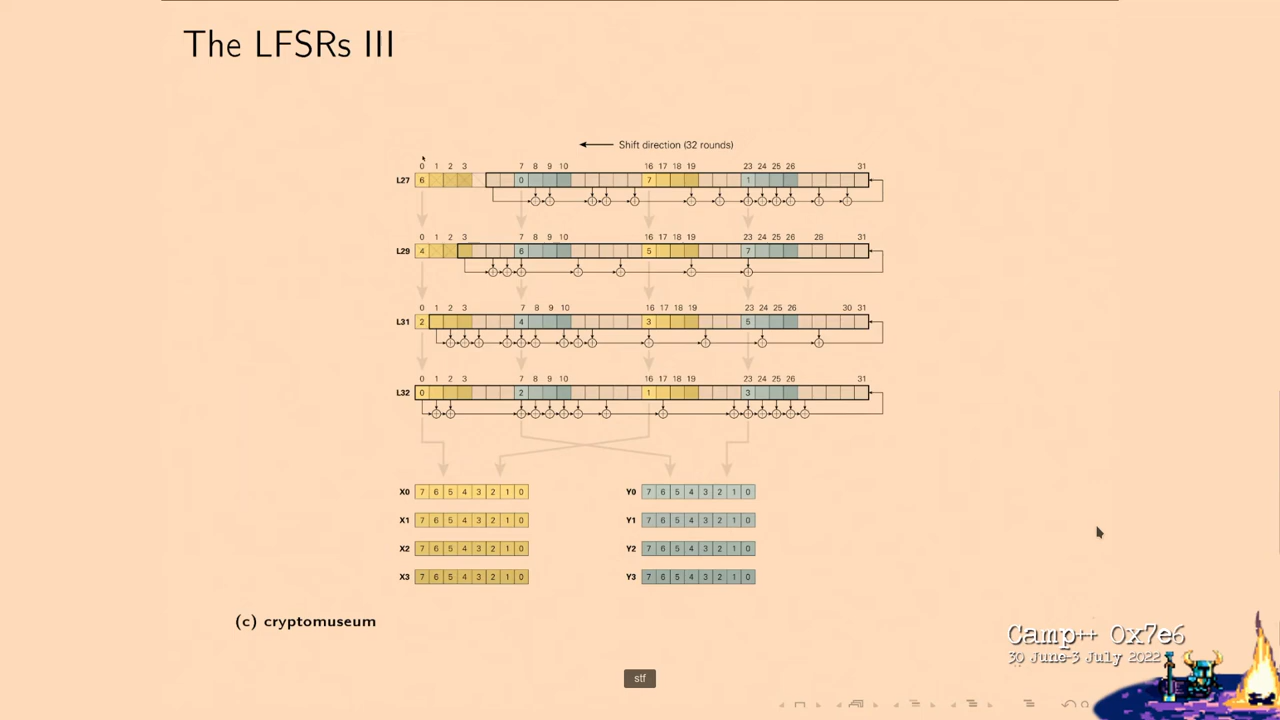 The LFSRs III
Shift direction (32 rounds)
0 1 2 3 7 8 9 10 16 17 18 19 23 24 25 26 31
L27 6 0 7 1
0 1 2 3 7 8 9 10 16 17 18 19 23 24 25 26 28 31
L29 4 6 5 7
0 1 2 3 7 8 9 10 16 17 18 19 23 24 25 26 30 31
L31 2 4 3 5
0 1 2 3 7 8 9 10 16 17 18 19 23 24 25 26 31
L32 0 2 1 3
X0 7 6 5 4 3 2 1 0 Y0 7 6 5 4 3 2 1 0
X1 7 6 5 4 3 2 1 0 Y1 7 6 5 4 3 2 1 0
X2 7 6 5 4 3 2 1 0 Y2 7 6 5 4 3 2 1 0
X3 7 6 5 4 3 2 1 0 Y3 7 6 5 4 3 2 1 0
(c) cryptomuseum
Camp++ 0x7e6
30 June-3 July 2022
stf